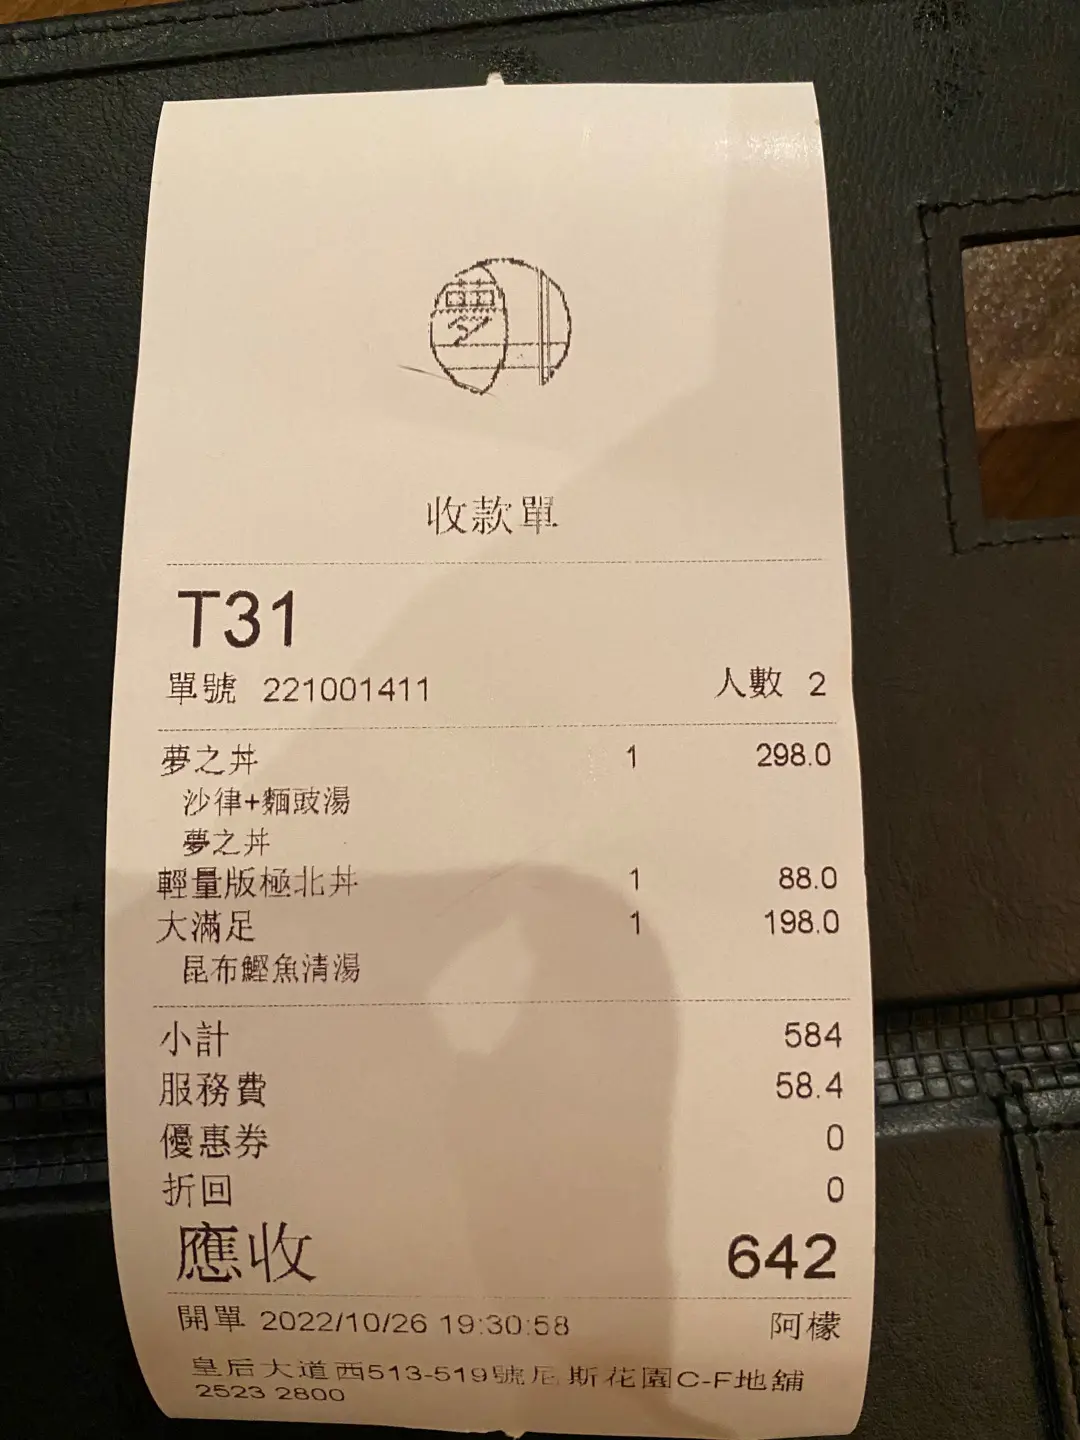 夢
收款單
T31
單號 221001411 人數 2
夢之丼 1 298.0
沙律+麵豉湯
夢之丼
輕量版極北丼 1 88.0
大滿足 1 198.0
昆布鰹魚清湯
小計 584
服務費 58.4
優惠券 0
折回 0
應收 642
開單 2022/10/26 19:30:58 阿檬
皇后大道西513-519號尼斯花園C-F地舖
2523 2800